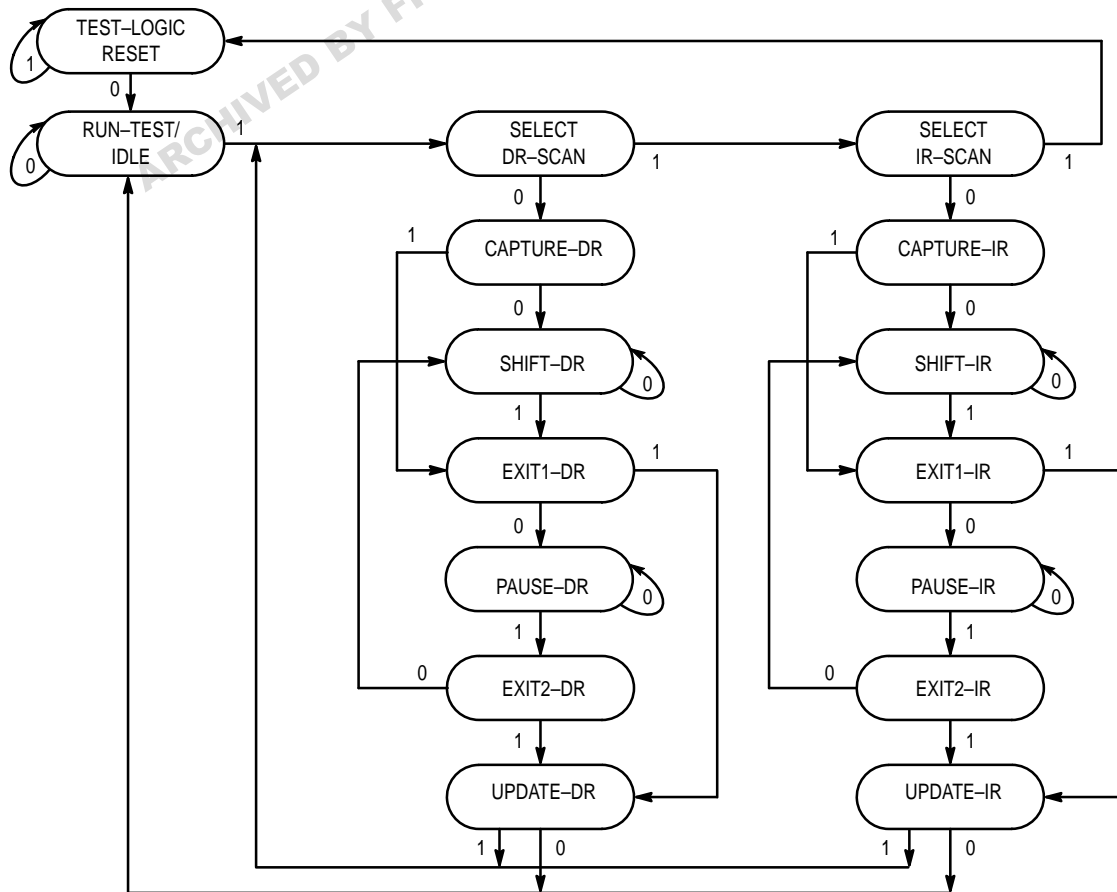 ARCHIVED BY
TEST–LOGIC
RESET
1
0
RUN–TEST/
IDLE
1
0
SELECT
DR–SCAN
1
SELECT
IR–SCAN
1
0
0
1
CAPTURE–DR
1
CAPTURE–IR
0
0
SHIFT–DR
0
SHIFT–IR
0
1
1
EXIT1–DR
1
EXIT1–IR
1
0
0
PAUSE–DR
0
PAUSE–IR
0
1
1
0
EXIT2–DR
0
EXIT2–IR
1
1
UPDATE–DR
UPDATE–IR
1
0
1
0